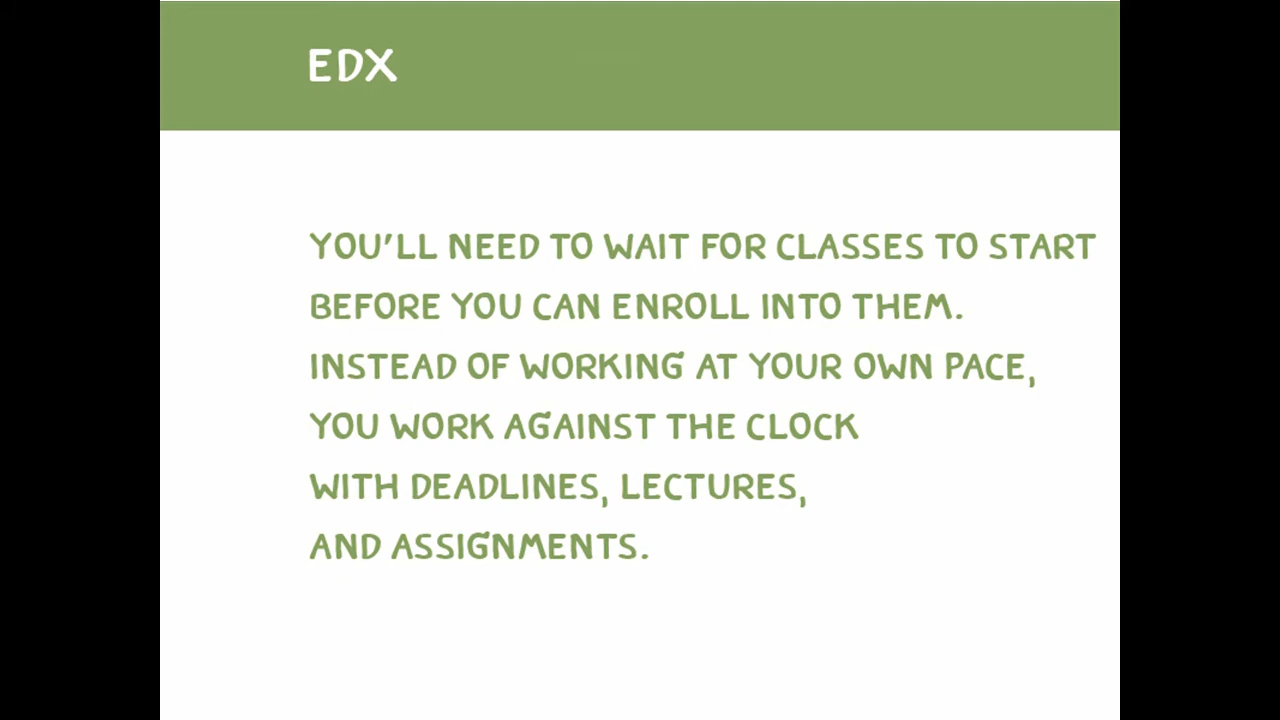 EDX
YOU'LL NEED TO WAIT FOR CLASSES TO START
BEFORE YOU CAN ENROLL INTO THEM.
INSTEAD OF WORKING AT YOUR OWN PACE,
YOU WORK AGAINST THE CLOCK
WITH DEADLINES, LECTURES,
AND ASSIGNMENTS.